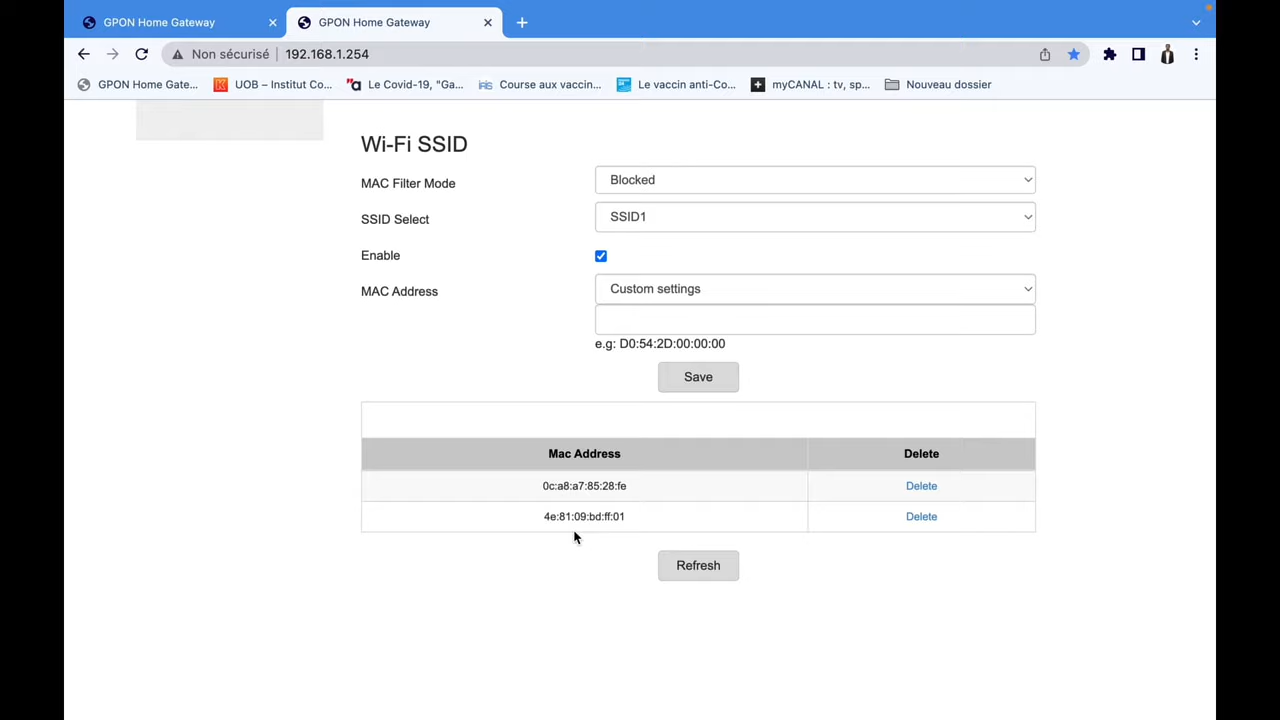 GPON Home Gateway
GPON Home Gateway
Non sécurisé
192.168.1.254
GPON Home Gate...
UOB – Institut Co...
Le Covid-19, "Ga...
Course aux vaccin...
Le vaccin anti-Co...
myCANAL : tv, sp...
Nouveau dossier
Wi-Fi SSID
MAC Filter Mode
Blocked
SSID Select
SSID1
Enable
MAC Address
Custom settings
e.g: D0:54:2D:00:00:00
Save
Mac Address
Delete
0c:a8:a7:85:28:fe
Delete
4e:81:09:bd:ff:01
Delete
Refresh